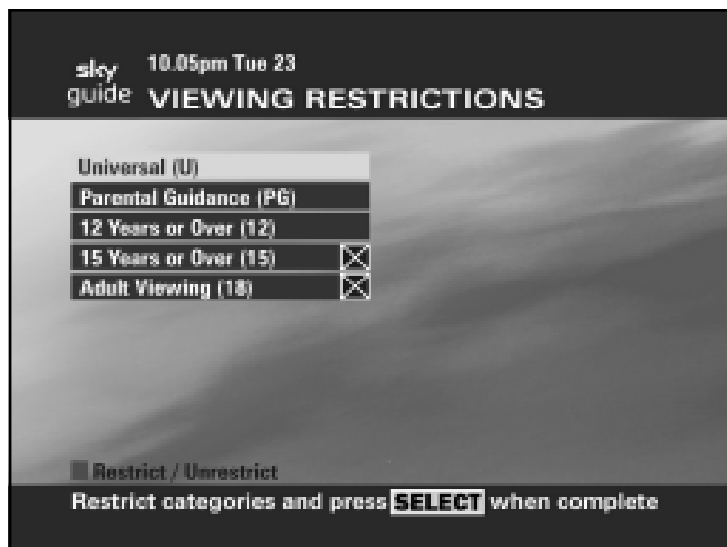 sky 10.05pm Tue 23
guide VIEWING RESTRICTIONS
Universal (U)
Parental Guidance (PG)
12 Years or Over (12)
15 Years or Over (15)
Adult Viewing (18)
Restrict / Unrestrict
Restrict categories and press SELECT when complete